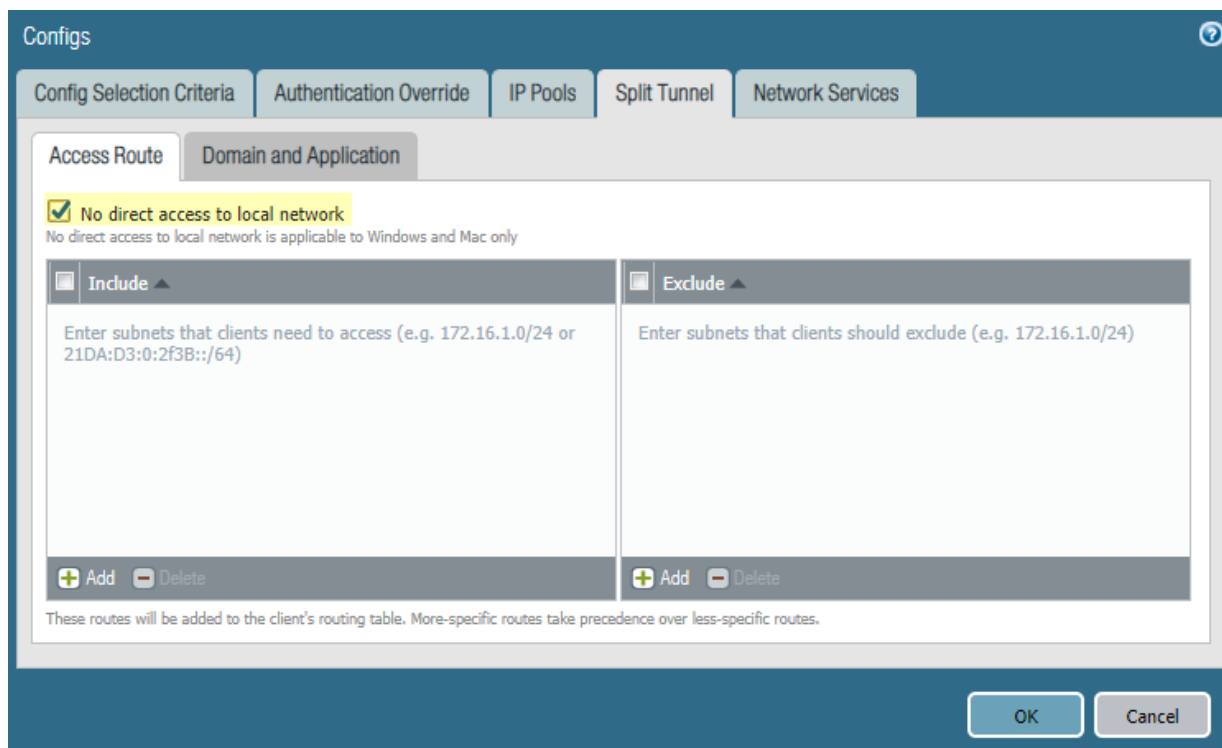 Configs
Config Selection Criteria
Authentication Override
IP Pools
Split Tunnel
Network Services
Access Route
Domain and Application
No direct access to local network
No direct access to local network is applicable to Windows and Mac only
Include
Exclude
Enter subnets that clients need to access (e.g. 172.16.1.0/24 or
21DA:D3:0:2f3B::/64)
Enter subnets that clients should exclude (e.g. 172.16.1.0/24)
Add
Delete
Add
Delete
These routes will be added to the client's routing table. More-specific routes take precedence over less-specific routes.
OK
Cancel